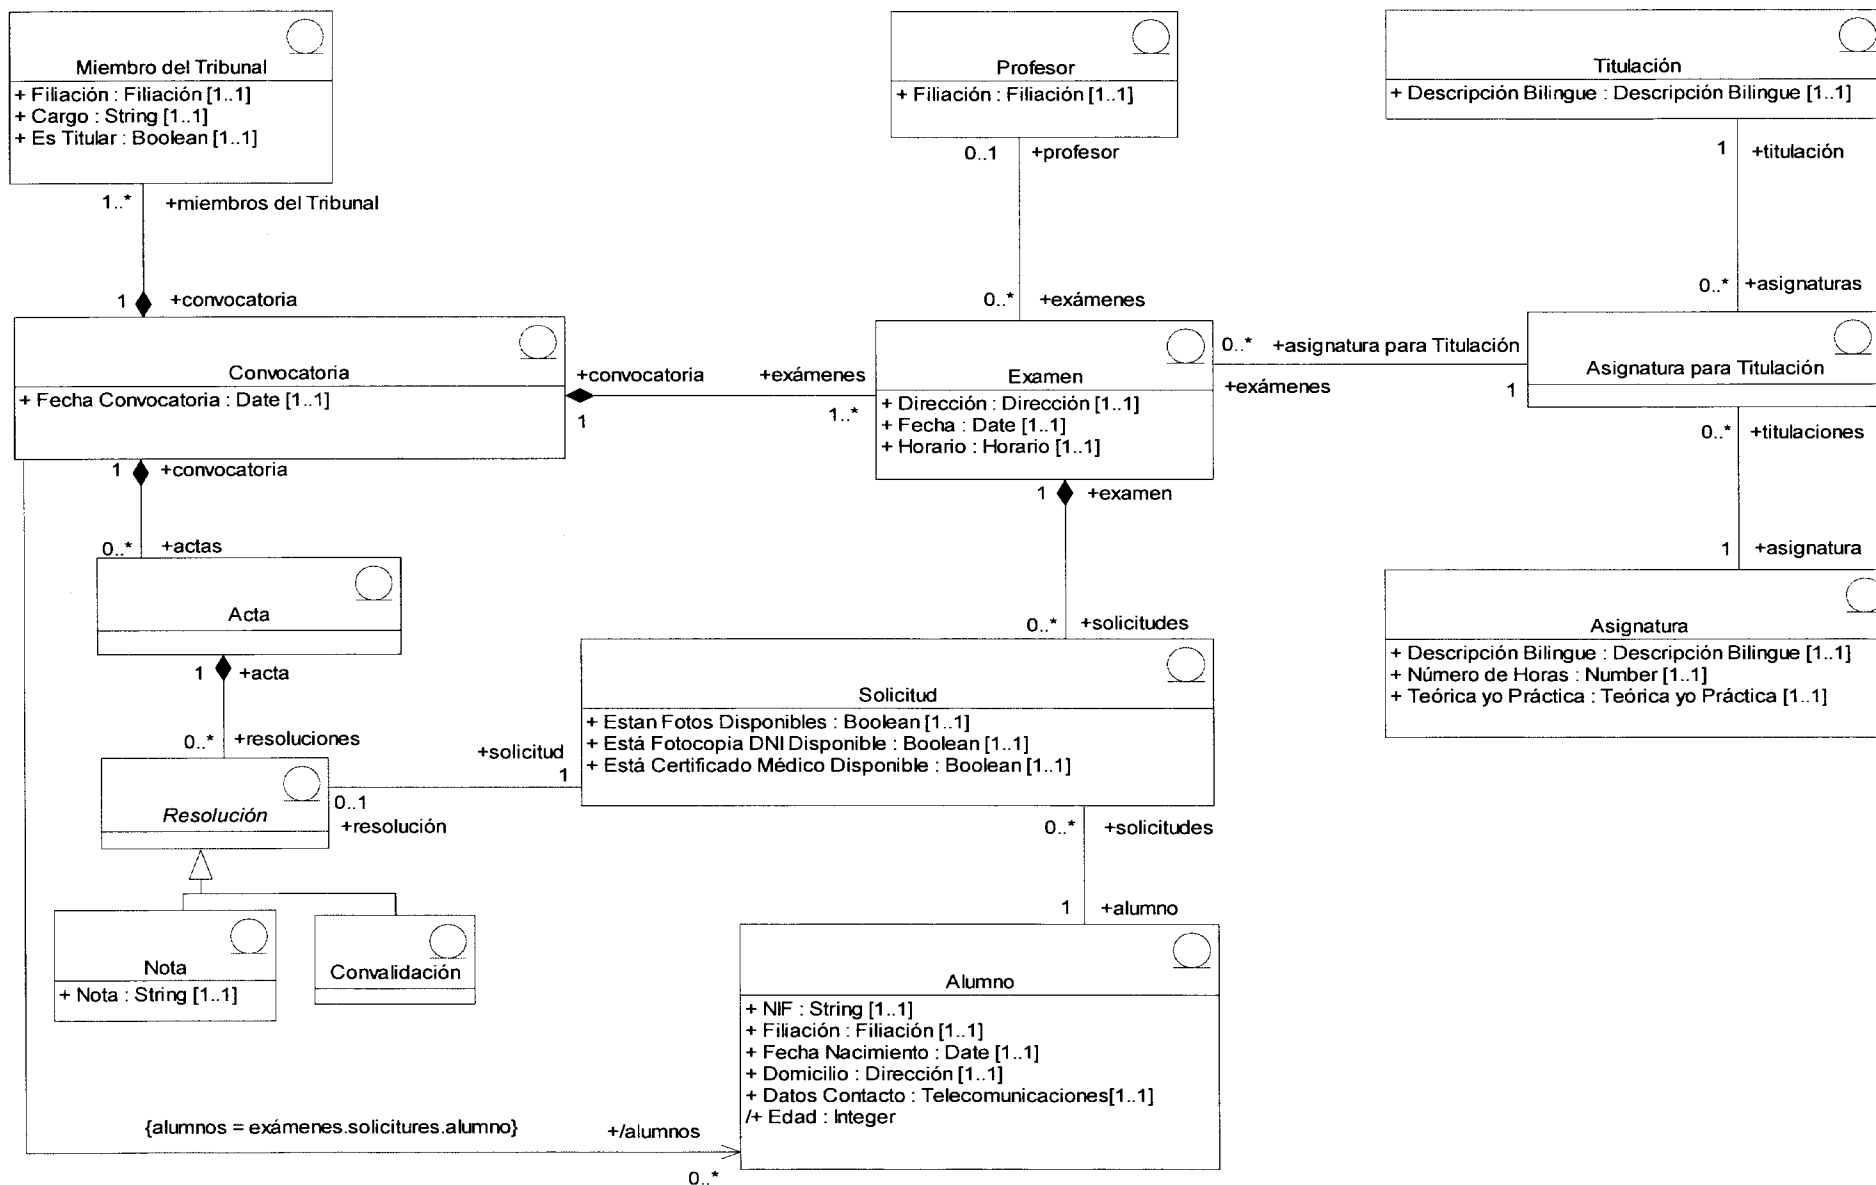 Miembro del Tribunal
+ Filiación : Filiación [1..1]
+ Cargo : String [1..1]
+ Es Titular : Boolean [1..1]
Profesor
+ Filiación : Filiación [1..1]
Titulación
+ Descripción Bilingue : Descripción Bilingue [1..1]
1..*
+miembros del Tribunal
0..1
+profesor
1
+titulación
1
+convocatoria
0..*
+exámenes
0..*
+asignaturas
Convocatoria
+ Fecha Convocatoria : Date [1..1]
+convocatoria
1
+exámenes
1..*
Examen
+ Dirección : Dirección [1..1]
+ Fecha : Date [1..1]
+ Horario : Horario [1..1]
0..*
+asignatura para Titulación
+exámenes
1
Asignatura para Titulación
0..*
+titulaciones
1
+convocatoria
1
+examen
0..*
+actas
1
+asignatura
Acta
0..*
+solicitudes
Asignatura
+ Descripción Bilingue : Descripción Bilingue [1..1]
+ Número de Horas : Number [1..1]
+ Teórica yo Práctica : Teórica yo Práctica [1..1]
1
+acta
Solicitud
+ Estan Fotos Disponibles : Boolean [1..1]
+ Está Fotocopia DNI Disponible : Boolean [1..1]
+ Está Certificado Médico Disponible : Boolean [1..1]
0..*
+resoluciones
+solicitud
1
Resolución
0..1
+resolución
0..*
+solicitudes
1
+alumno
Nota
+ Nota : String [1..1]
Convalidación
Alumno
+ NIF : String [1..1]
+ Filiación : Filiación [1..1]
+ Fecha Nacimiento : Date [1..1]
+ Domicilio : Dirección [1..1]
+ Datos Contacto : Telecomunicaciones[1..1]
/+ Edad : Integer
{alumnos = exámenes.solicitures.alumno}
+/alumnos
0..*